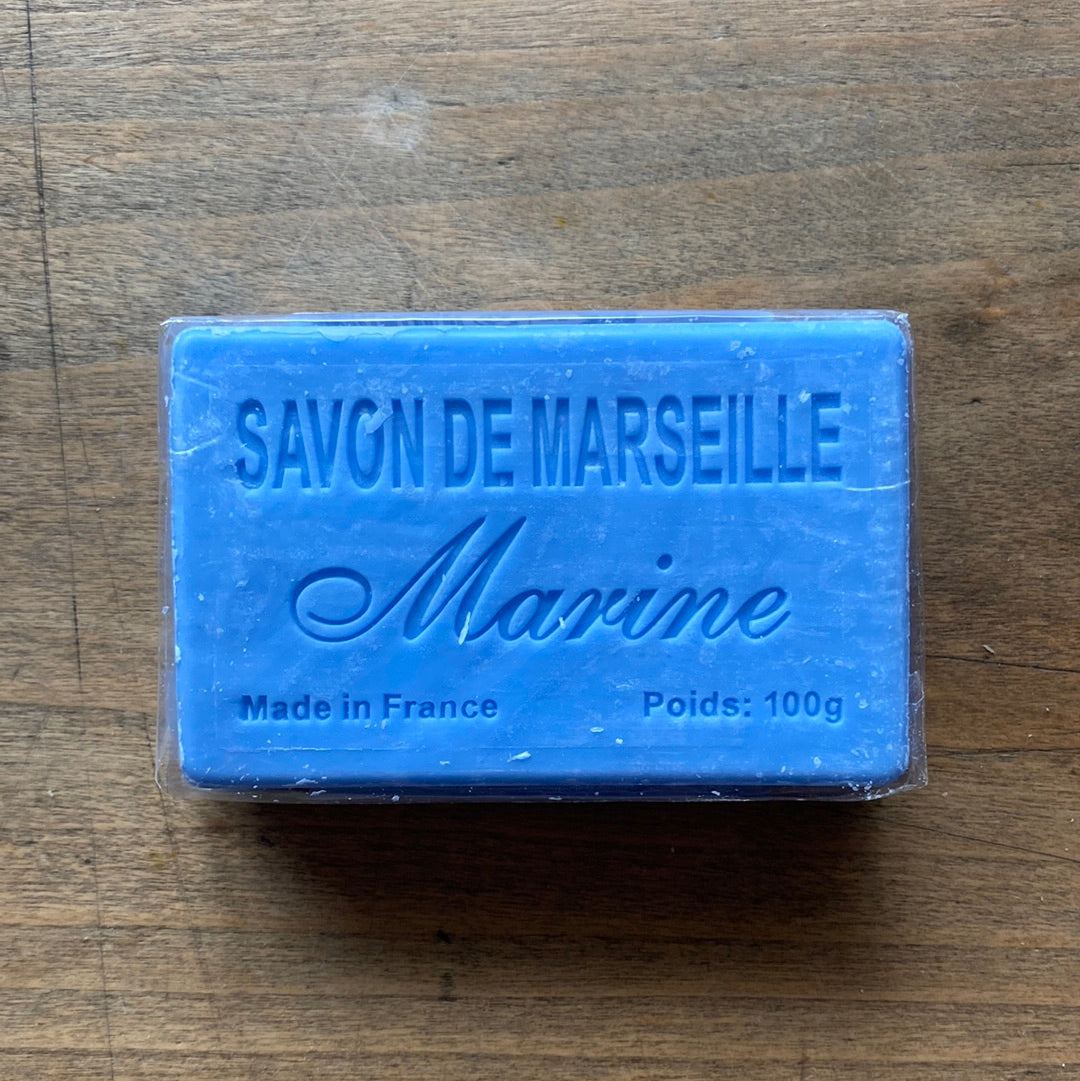 SAVON DE MARSEILLE
Marine
Made in France Poids: 100g